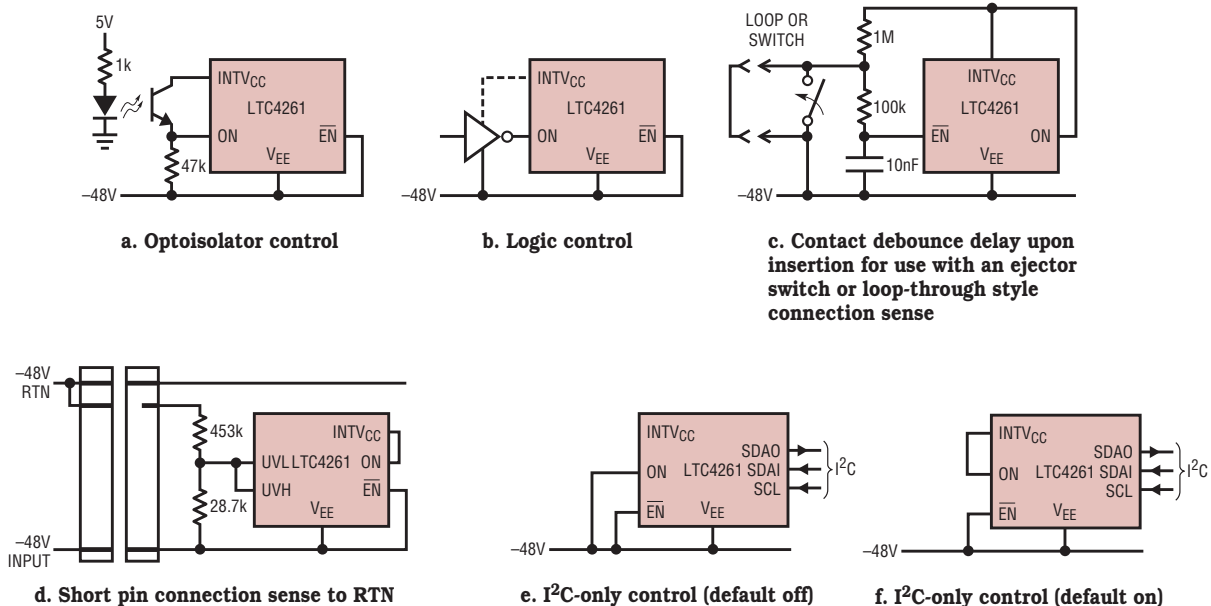 5V
1k
INTVCC
LTC4261
ON
EN
VEE
47k
–48V
a. Optoisolator control
INTVCC
LTC4261
ON
EN
VEE
–48V
b. Logic control
LOOP OR
SWITCH
1M
100k
10nF
INTVCC
LTC4261
EN
ON
VEE
–48V
c. Contact debounce delay upon
insertion for use with an ejector
switch or loop-through style
connection sense
–48V
RTN
453k
28.7k
INTVCC
UVL LTC4261 ON
UVH
EN
VEE
–48V
INPUT
d. Short pin connection sense to RTN
INTVCC
SDAO
ON
LTC4261 SDAI
I2C
SCL
EN
VEE
–48V
e. I2C-only control (default off)
INTVCC
SDAO
ON
LTC4261 SDAI
I2C
SCL
EN
VEE
–48V
f. I2C-only control (default on)